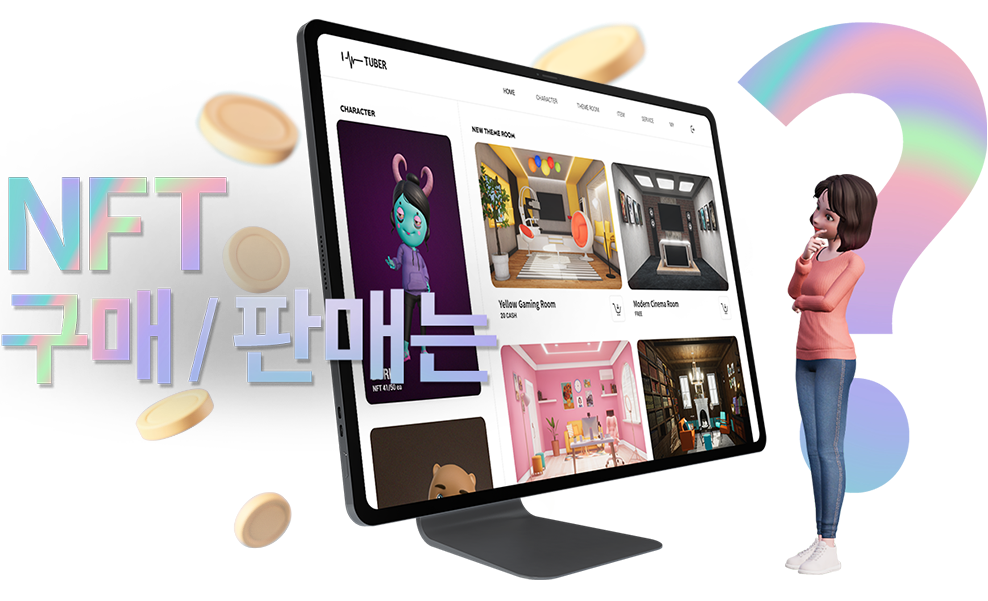 TUBER
HOME CHARACTER THEME ROOM ITEM SERVICE MY
CHARACTER
NEW THEME ROOM
NFT
구매 / 판매는
?
Yellow Gaming Room
20 CASH
Modern Cinema Room
FREE
NFT 41/50 ea